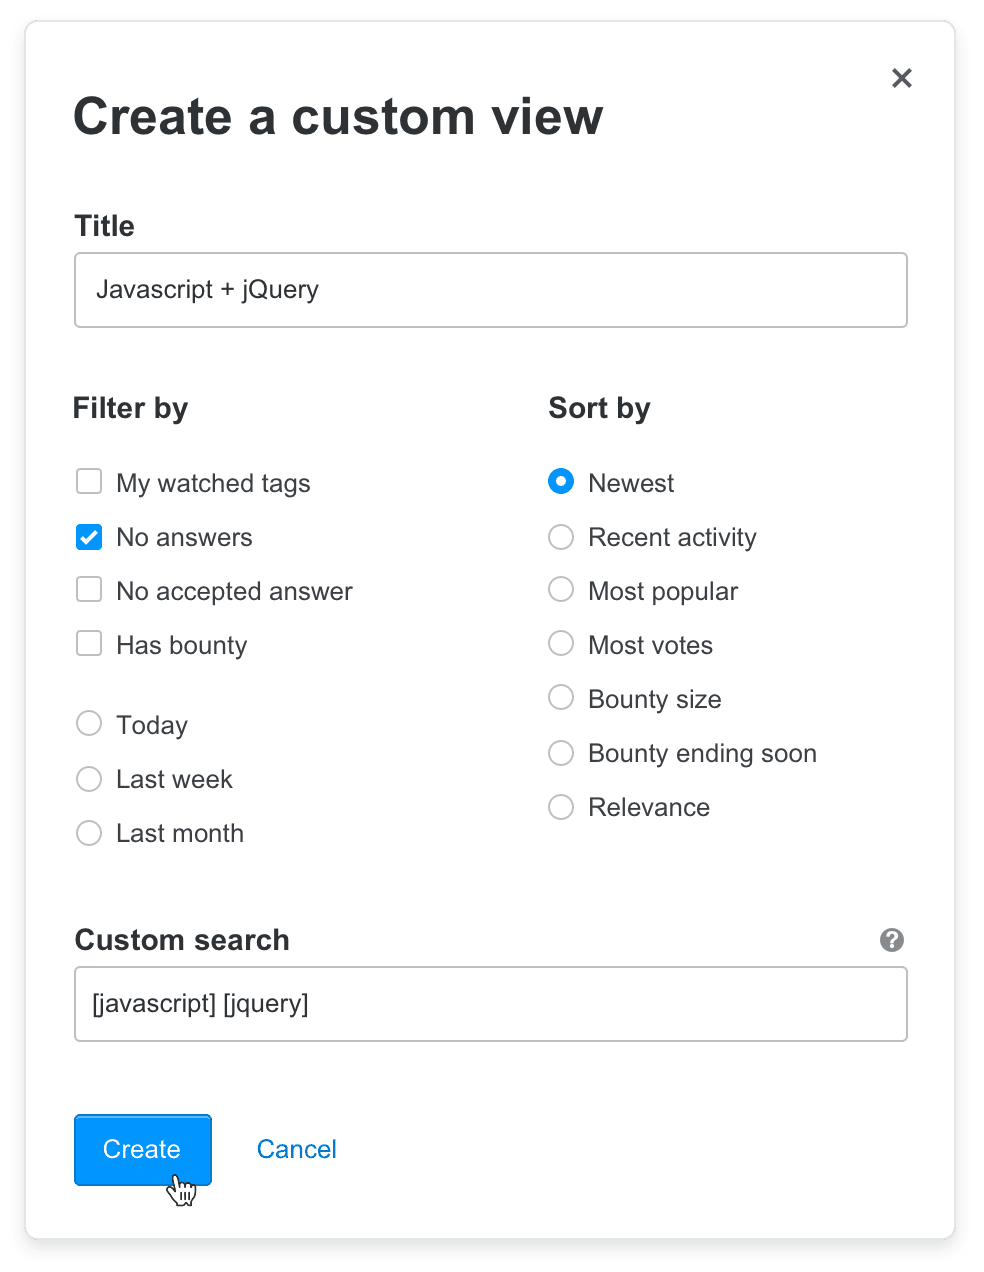 Create a custom view
Title
Javascript + jQuery
Filter by
My watched tags
No answers
No accepted answer
Has bounty
Today
Last week
Last month
Sort by
Newest
Recent activity
Most popular
Most votes
Bounty size
Bounty ending soon
Relevance
Custom search
?
[javascript] [jquery]
Create
Cancel